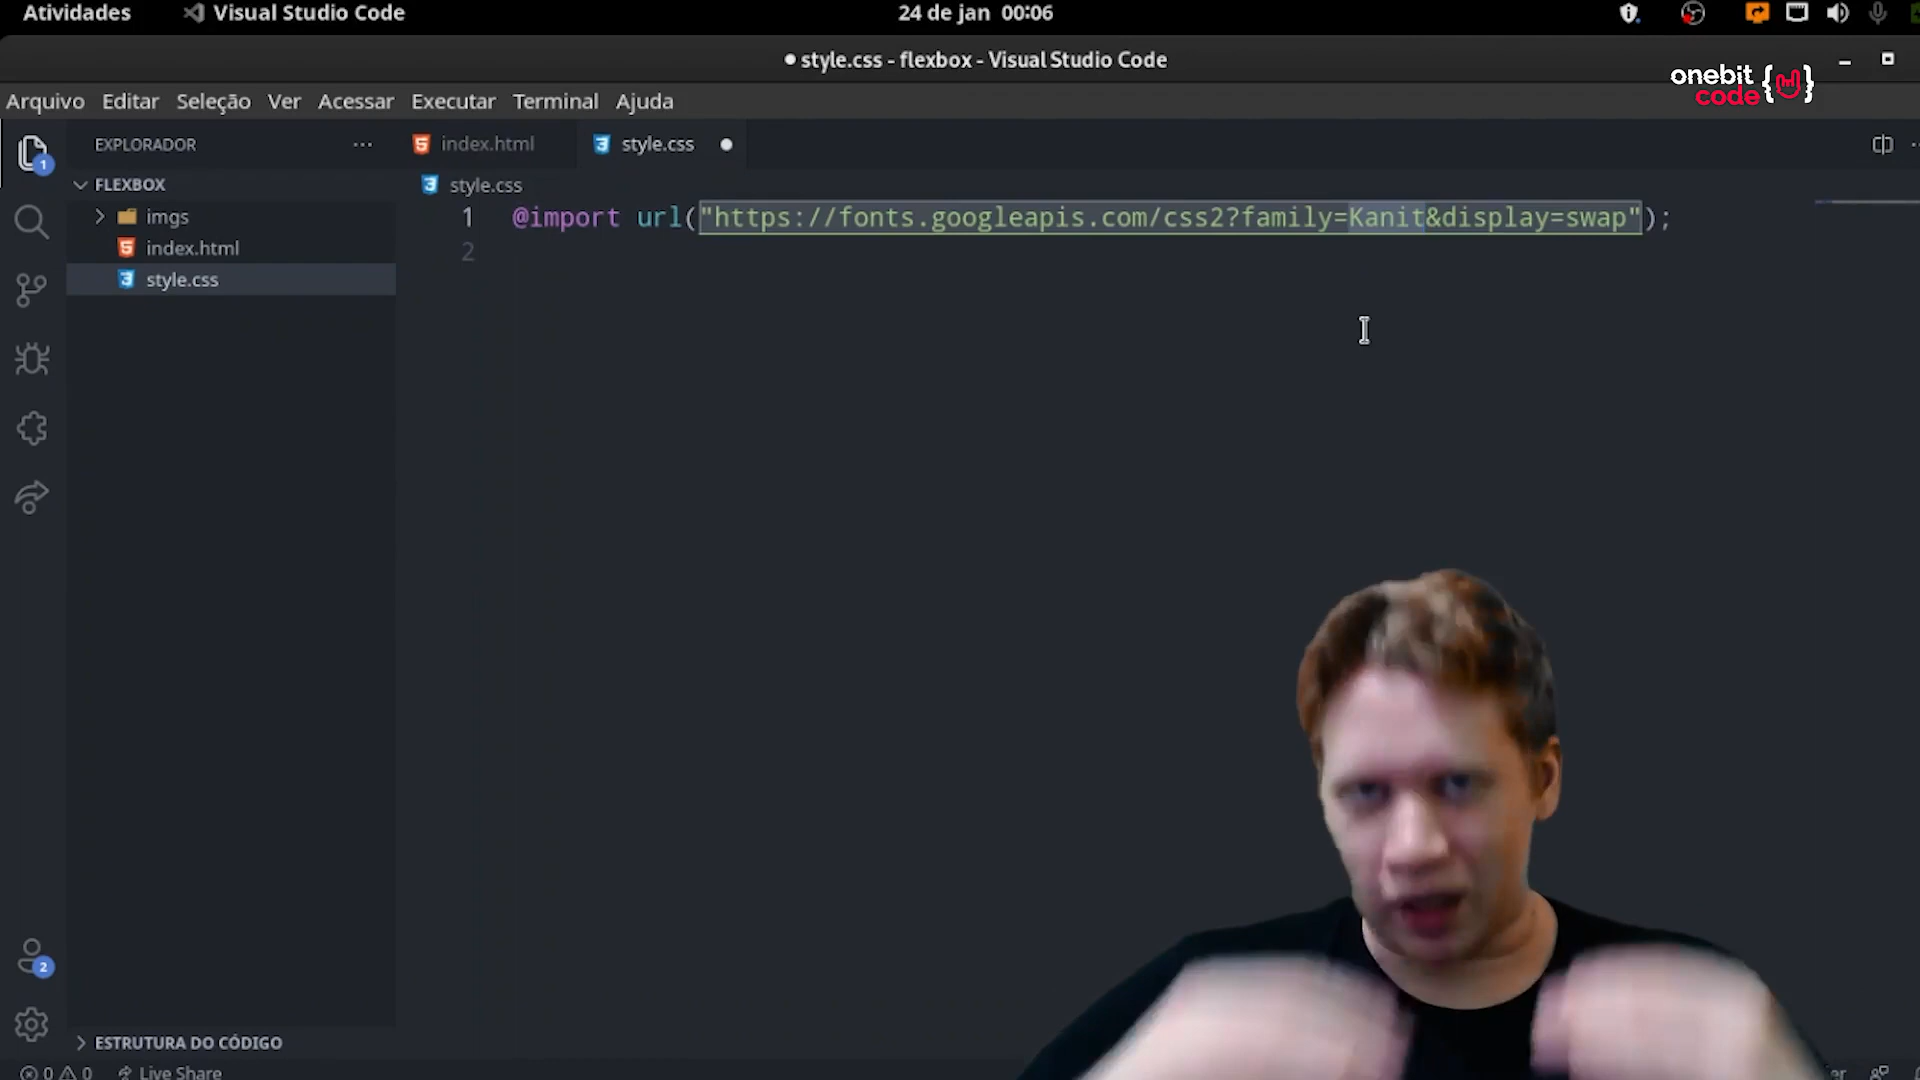 Atividades Visual Studio Code 24 de jan 00:06
style.css - flexbox - Visual Studio Code
onebit
code
Arquivo Editar Seleção Ver Acessar Executar Terminal Ajuda
EXPLORADOR index.html style.css
1
FLEXBOX style.css
imgs
index.html
style.css
1 @import url("https://fonts.googleapis.com/css2?family=Kanit&display=swap");
2
2
ESTRUTURA DO CÓDIGO
0 0 Live Share